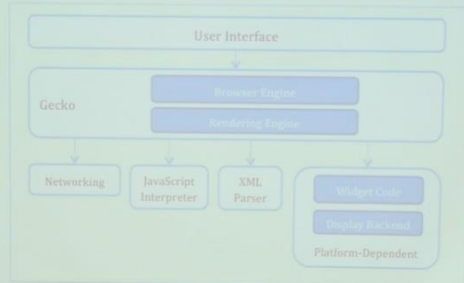 User Interface
Browser Engine
Gecko
Rendering Engine
Networking
JavaScript
Interpreter
XML
Parser
Widget Code
Display Backend
Platform-Dependent